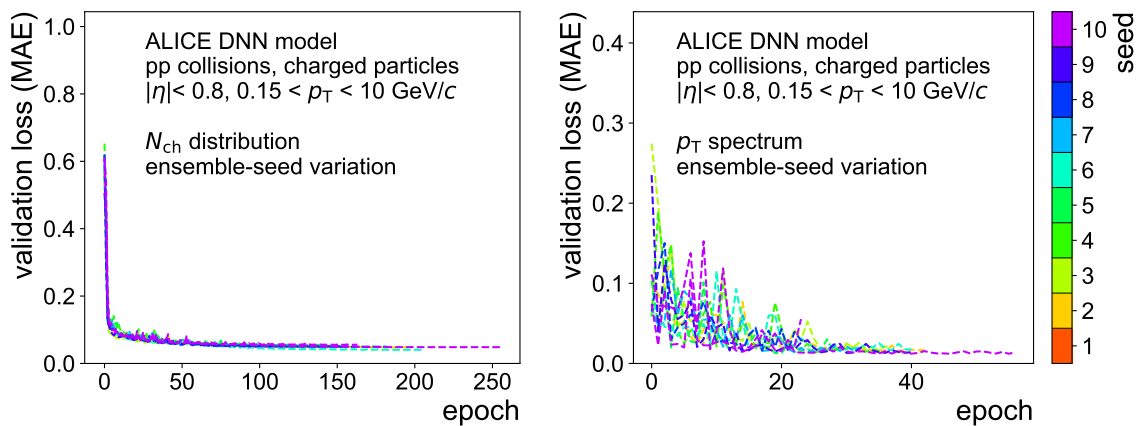 validation loss (MAE)
1.0
0.8
0.6
0.4
0.2
0.0
ALICE DNN model
pp collisions, charged particles
|η|< 0.8, 0.15 < pT < 10 GeV/c
Nch distribution
ensemble-seed variation
0 50 100 150 200 250
epoch
validation loss (MAE)
0.4
0.3
0.2
0.1
0.0
ALICE DNN model
pp collisions, charged particles
|η|< 0.8, 0.15 < pT < 10 GeV/c
pT spectrum
ensemble-seed variation
0 20 40
epoch
seed
10
9
8
7
6
5
4
3
2
1